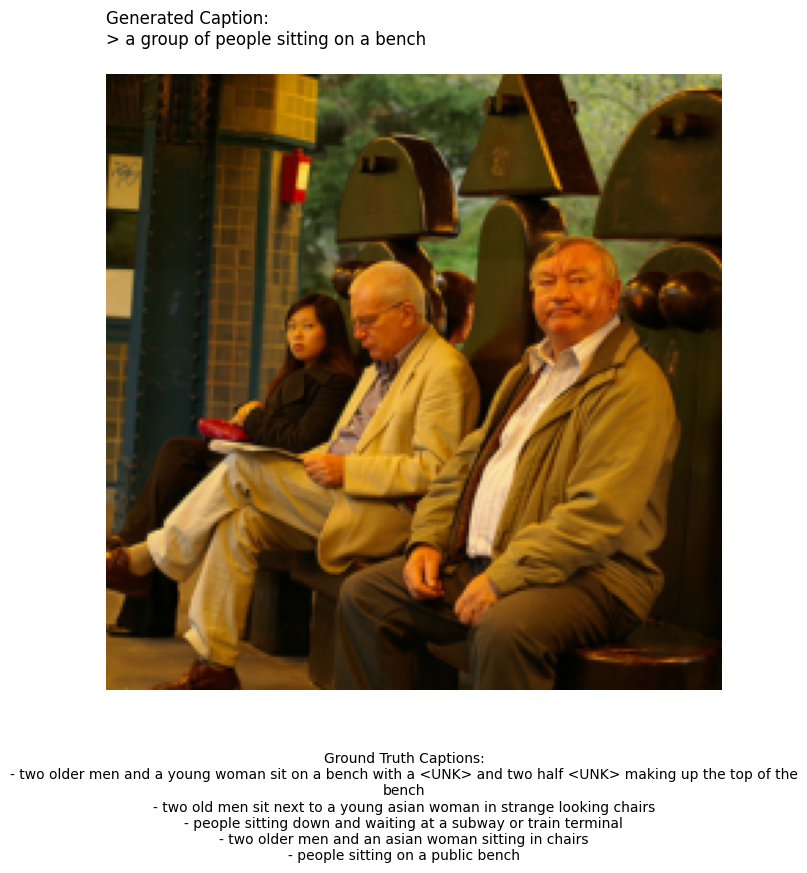 Generated Caption:
> a group of people sitting on a bench
Ground Truth Captions:
- two older men and a young woman sit on a bench with a <UNK> and two half <UNK> making up the top of the
bench
- two old men sit next to a young asian woman in strange looking chairs
- people sitting down and waiting at a subway or train terminal
- two older men and an asian woman sitting in chairs
- people sitting on a public bench